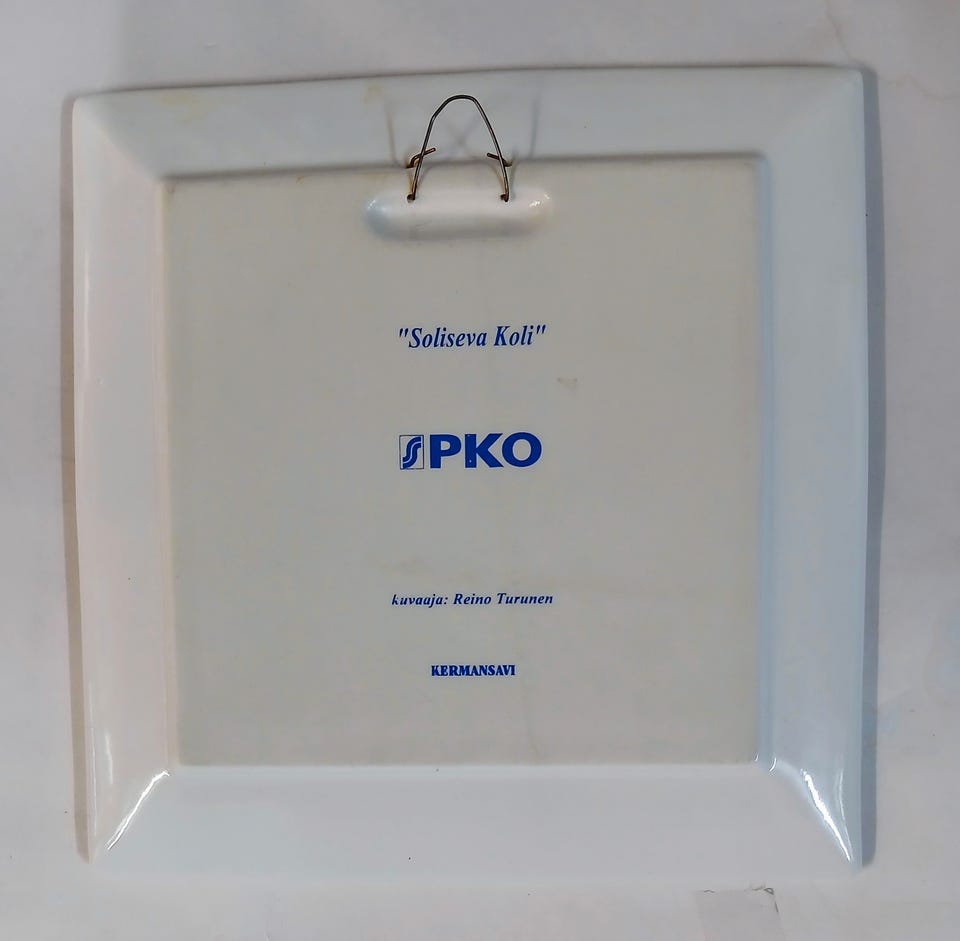 "Soliseva Koli"
S PKO
kuvaaja: Reino Turunen
KERMANSAVI